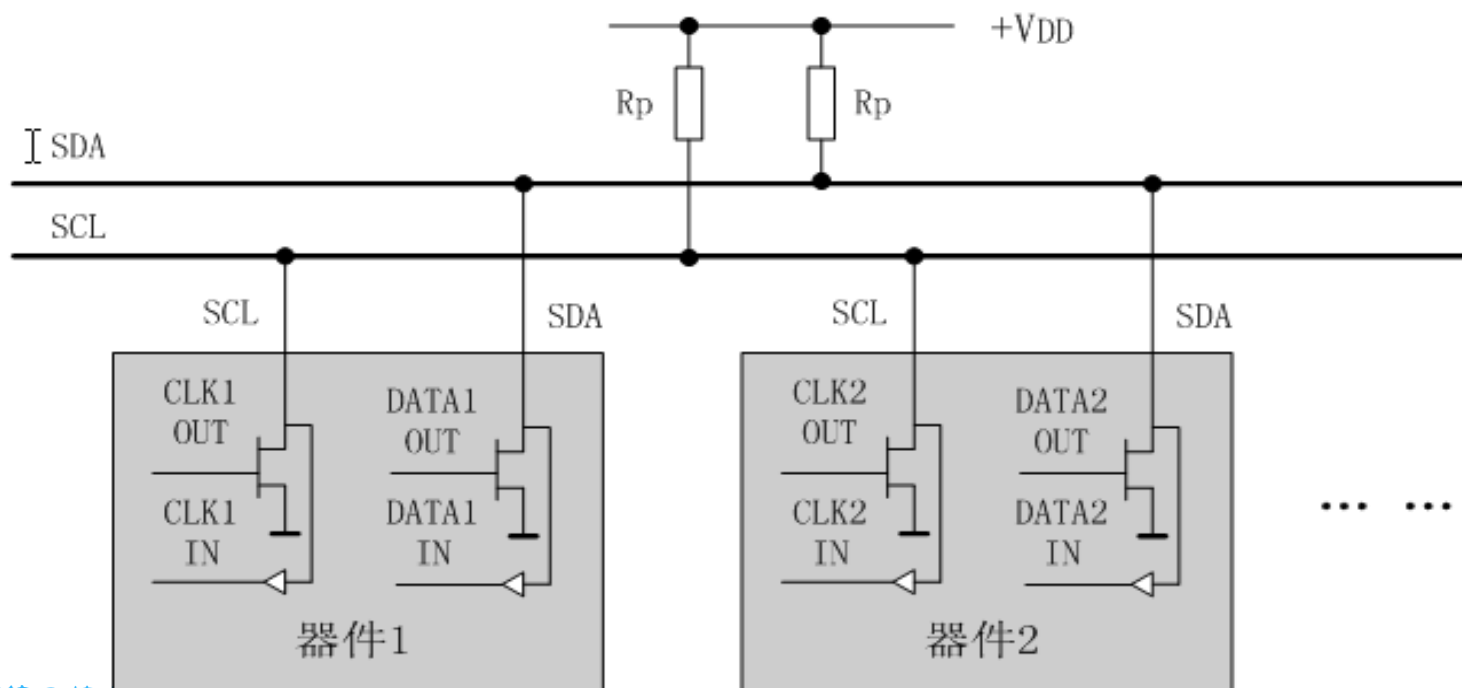 +VDD
Rp
Rp
SDA
SCL
SCL
SDA
SCL
SDA
CLK1
OUT
DATA1
OUT
CLK2
OUT
DATA2
OUT
CLK1
IN
DATA1
IN
CLK2
IN
DATA2
IN
... ...
器件1
器件2